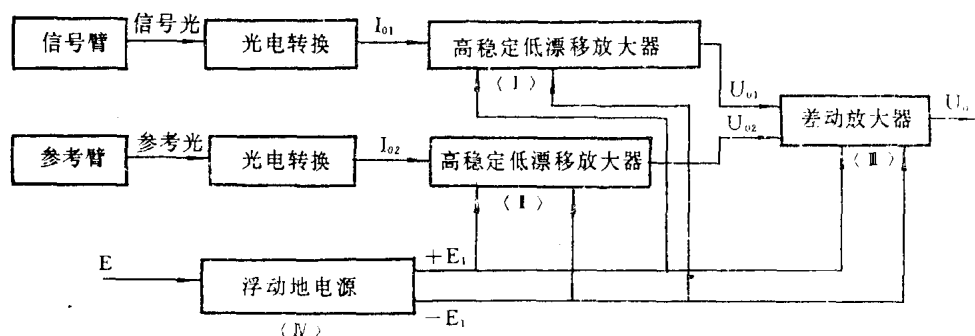 信号臂
信号光
光电转换
I₀₁
高稳定低漂移放大器
(Ⅰ)
U₀₁
参考臂
参考光
光电转换
I₀₂
高稳定低漂移放大器
(Ⅱ)
U₀₂
差动放大器
(Ⅲ)
U₀
E
浮动地电源
(Ⅳ)
+E₁
−E₁